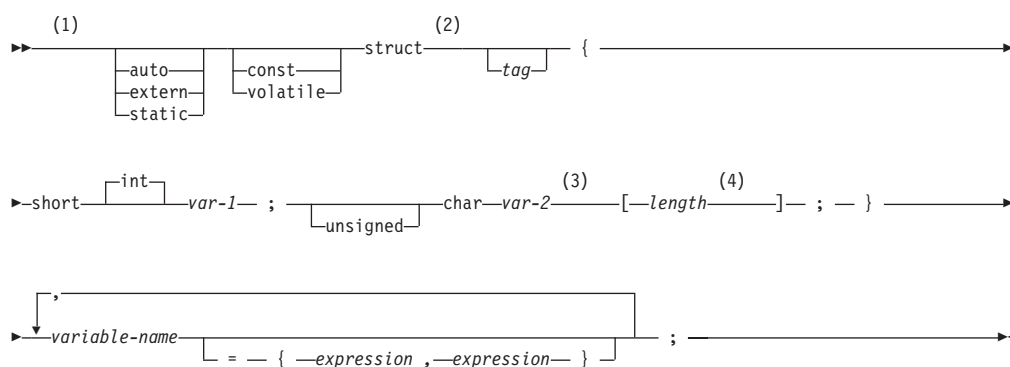 (1) (2)
struct {
auto const tag
extern volatile
static
int (3) (4)
short var-1 ; char var-2 [ length ] ; }
unsigned
,
variable-name ;
= { expression , expression }